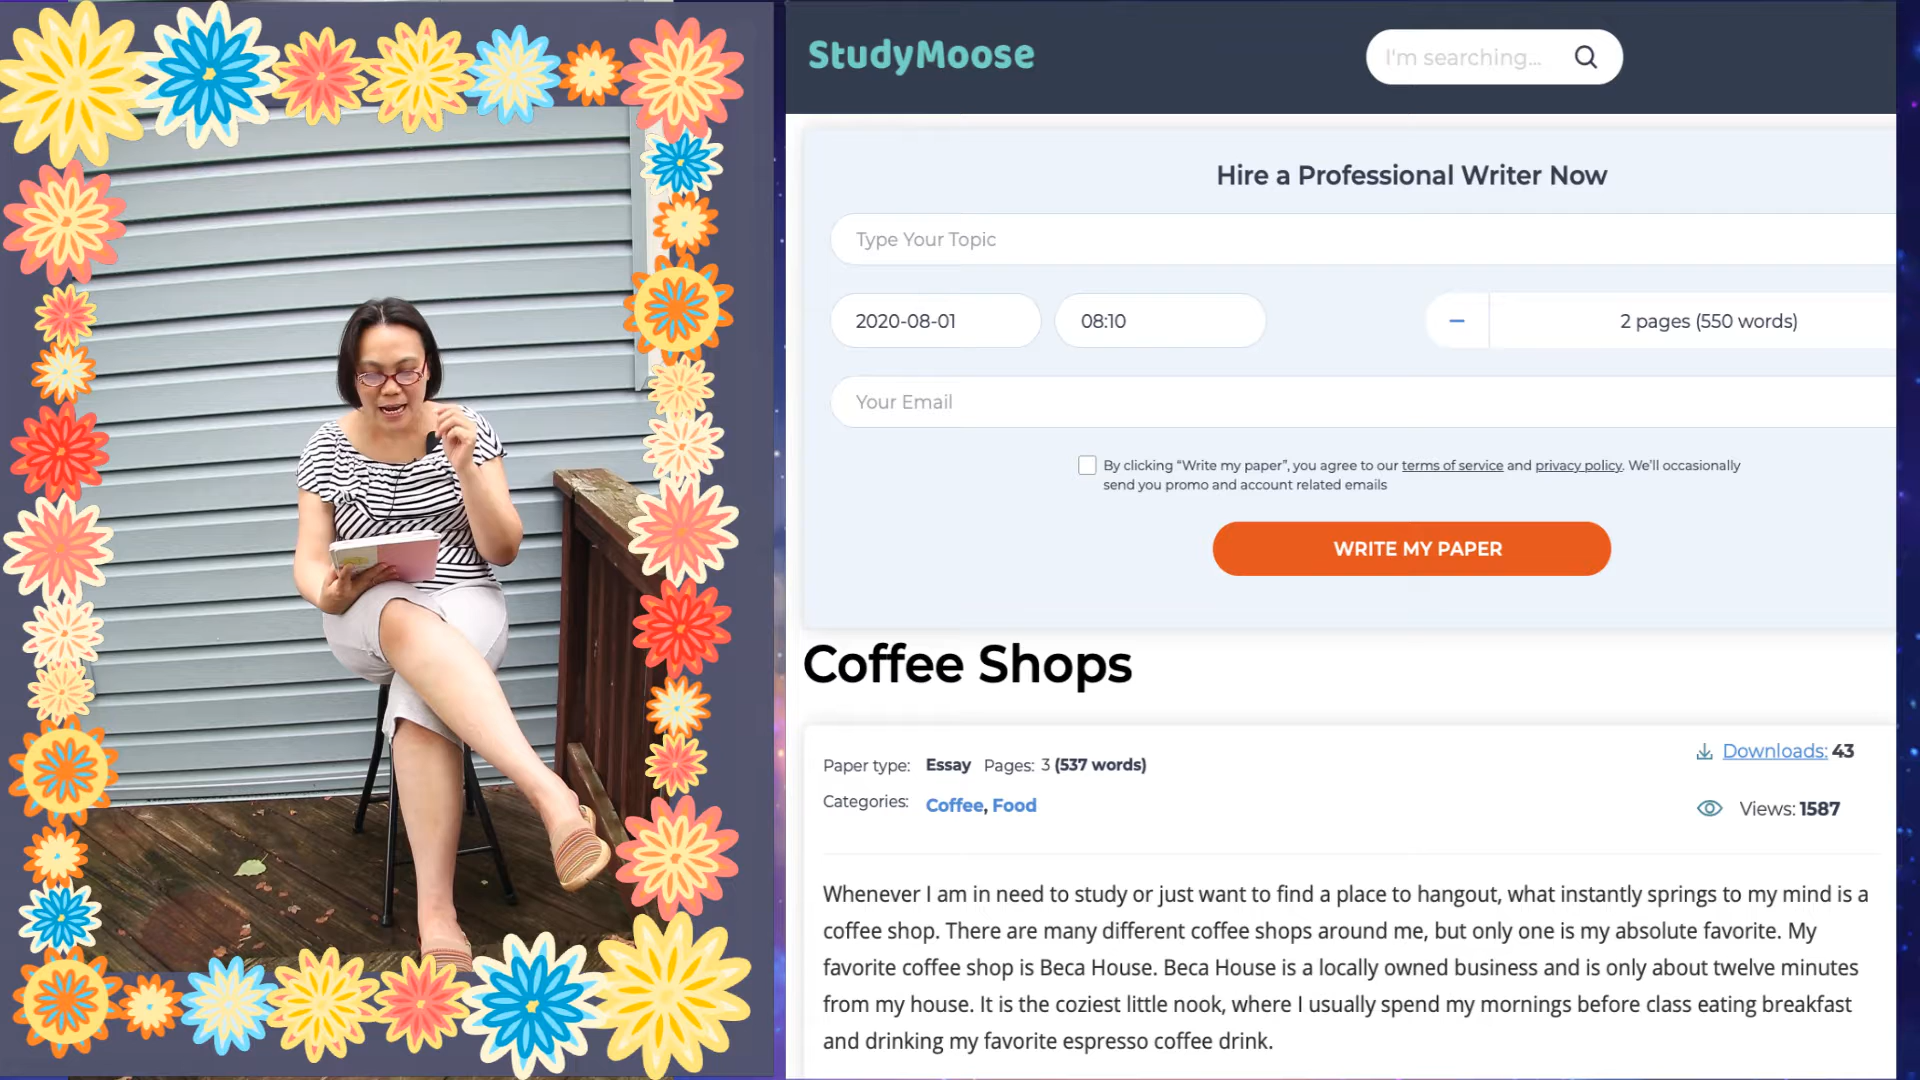 StudyMoose
I'm searching...
Hire a Professional Writer Now
Type Your Topic
2020-08-01
08:10
2 pages (550 words)
Your Email
By clicking “Write my paper”, you agree to our terms of service and privacy policy. We’ll occasionally
send you promo and account related emails
WRITE MY PAPER
Coffee Shops
Paper type: Essay Pages: 3 (537 words)
Categories: Coffee, Food
Downloads: 43
Views: 1587
Whenever I am in need to study or just want to find a place to hangout, what instantly springs to my mind is a
coffee shop. There are many different coffee shops around me, but only one is my absolute favorite. My
favorite coffee shop is Beca House. Beca House is a locally owned business and is only about twelve minutes
from my house. It is the coziest little nook, where I usually spend my mornings before class eating breakfast
and drinking my favorite espresso coffee drink.